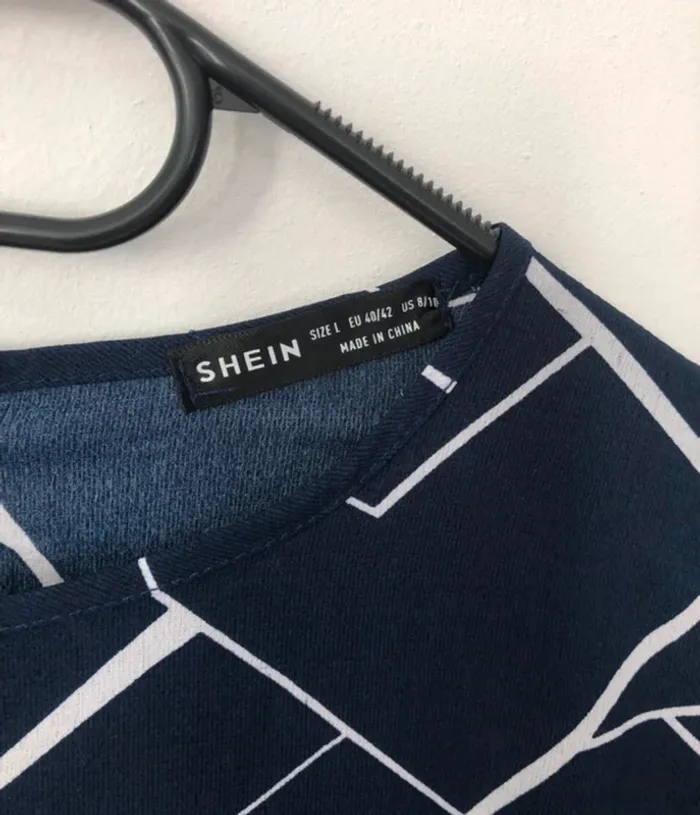 SHEIN
SIZE L EU 40/42 US 8/10
MADE IN CHINA